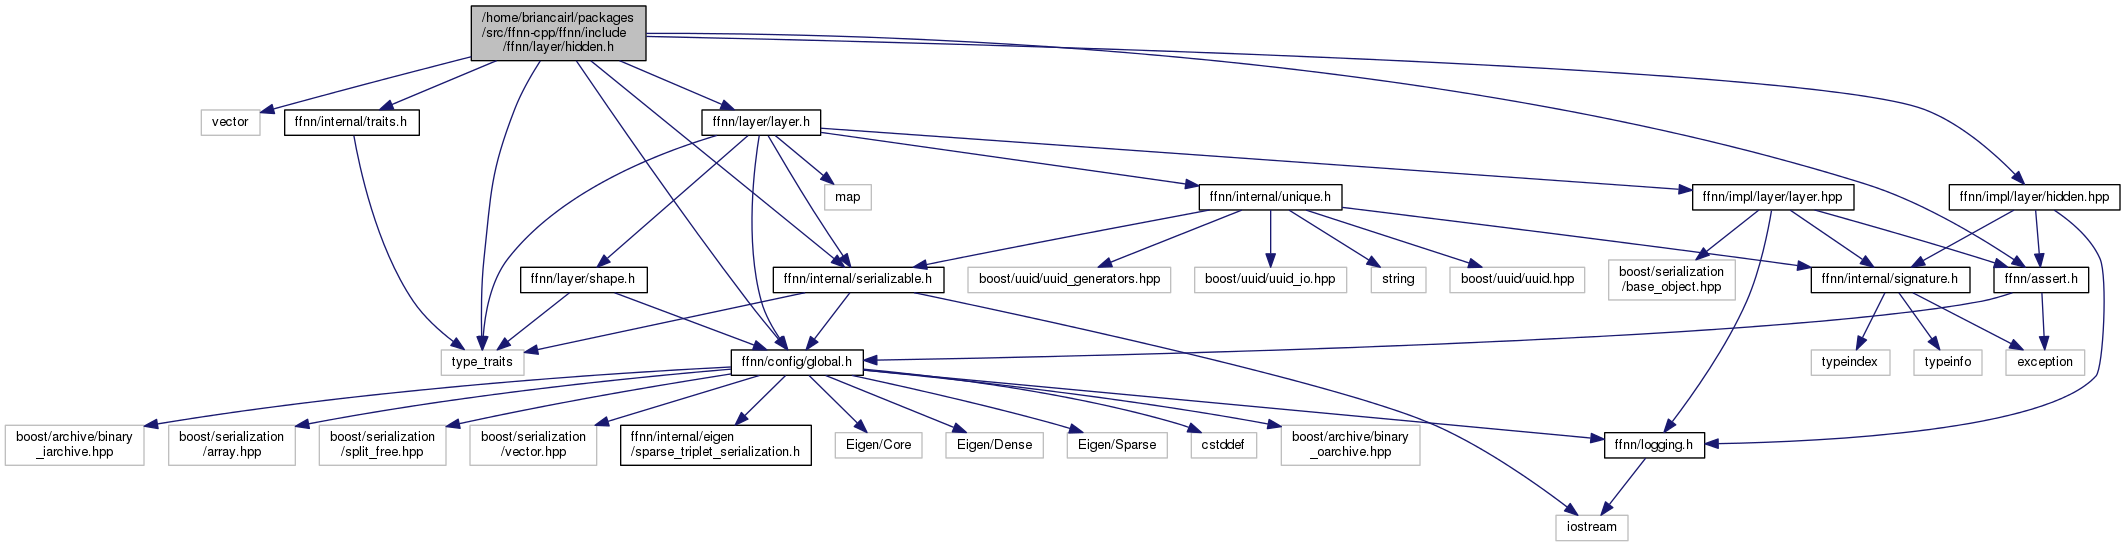 /home/briancairl/packages
/src/ffnn-cpp/ffnn/include
/ffnn/layer/hidden.h
vector
ffnn/internal/traits.h
ffnn/layer/layer.h
map
ffnn/internal/unique.h
ffnn/impl/layer/layer.hpp
ffnn/impl/layer/hidden.hpp
ffnn/layer/shape.h
ffnn/internal/serializable.h
boost/uuid/uuid_generators.hpp
boost/uuid/uuid_io.hpp
string
boost/uuid/uuid.hpp
boost/serialization
/base_object.hpp
ffnn/internal/signature.h
ffnn/assert.h
type_traits
ffnn/config/global.h
typeindex
typeinfo
exception
boost/archive/binary
_iarchive.hpp
boost/serialization
/array.hpp
boost/serialization
/split_free.hpp
boost/serialization
/vector.hpp
ffnn/internal/eigen
/sparse_triplet_serialization.h
Eigen/Core
Eigen/Dense
Eigen/Sparse
cstddef
boost/archive/binary
_oarchive.hpp
ffnn/logging.h
iostream